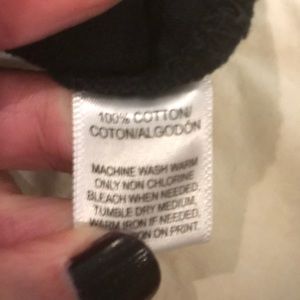 100% COTTON/
COTON/ALGODÓN
MACHINE WASH WARM
ONLY NON CHLORINE
BLEACH WHEN NEEDED,
TUMBLE DRY MEDIUM,
WARM IRON IF NEEDED,
ON PRINT.